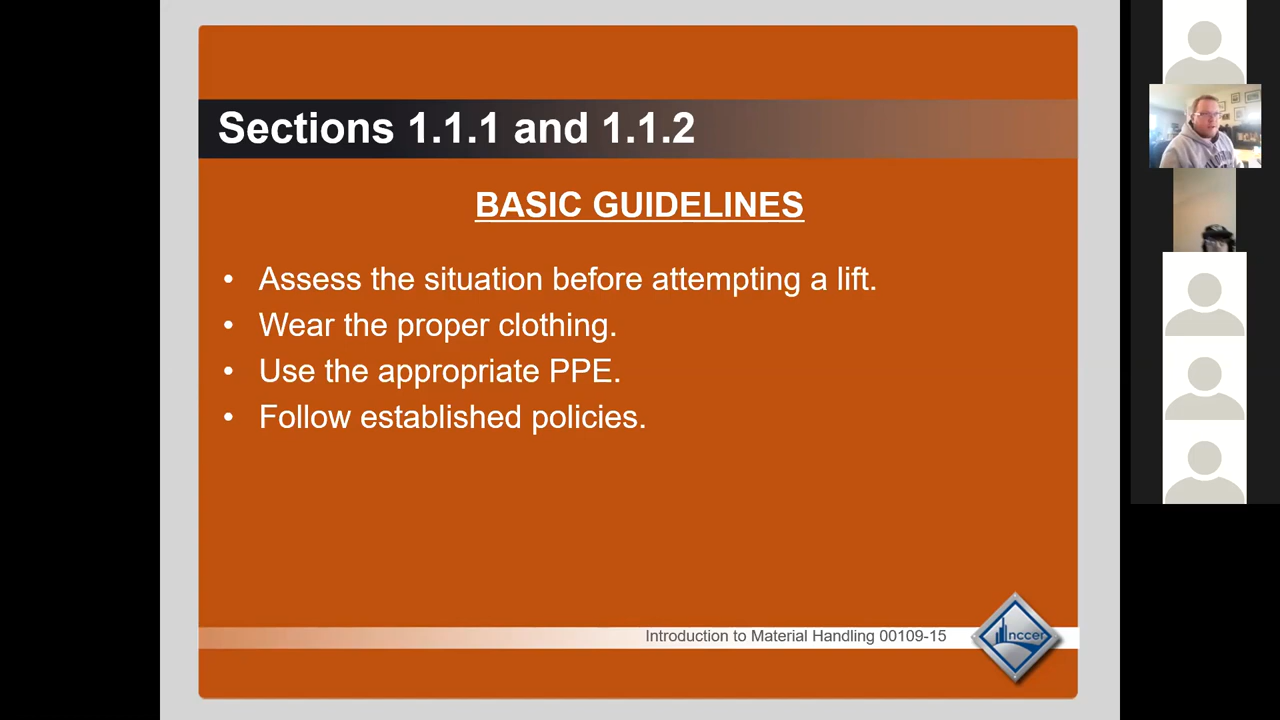 Sections 1.1.1 and 1.1.2
BASIC GUIDELINES
• Assess the situation before attempting a lift.
• Wear the proper clothing.
• Use the appropriate PPE.
• Follow established policies.
Introduction to Material Handling 00109-15
nccer